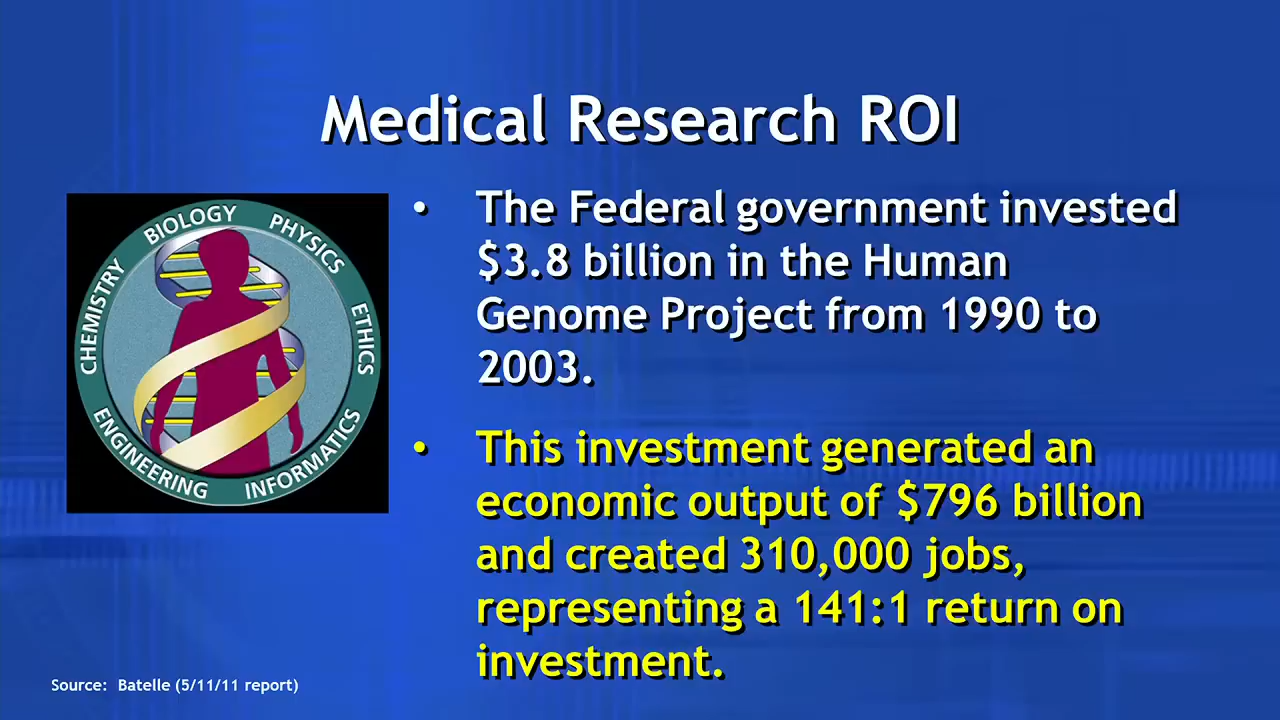 Medical Research ROI
BIOLOGY
PHYSICS
CHEMISTRY
ETHICS
ENGINEERING
INFORMATICS
• The Federal government invested
$3.8 billion in the Human
Genome Project from 1990 to
2003.
• This investment generated an
economic output of $796 billion
and created 310,000 jobs,
representing a 141:1 return on
investment.
Source: Batelle (5/11/11 report)